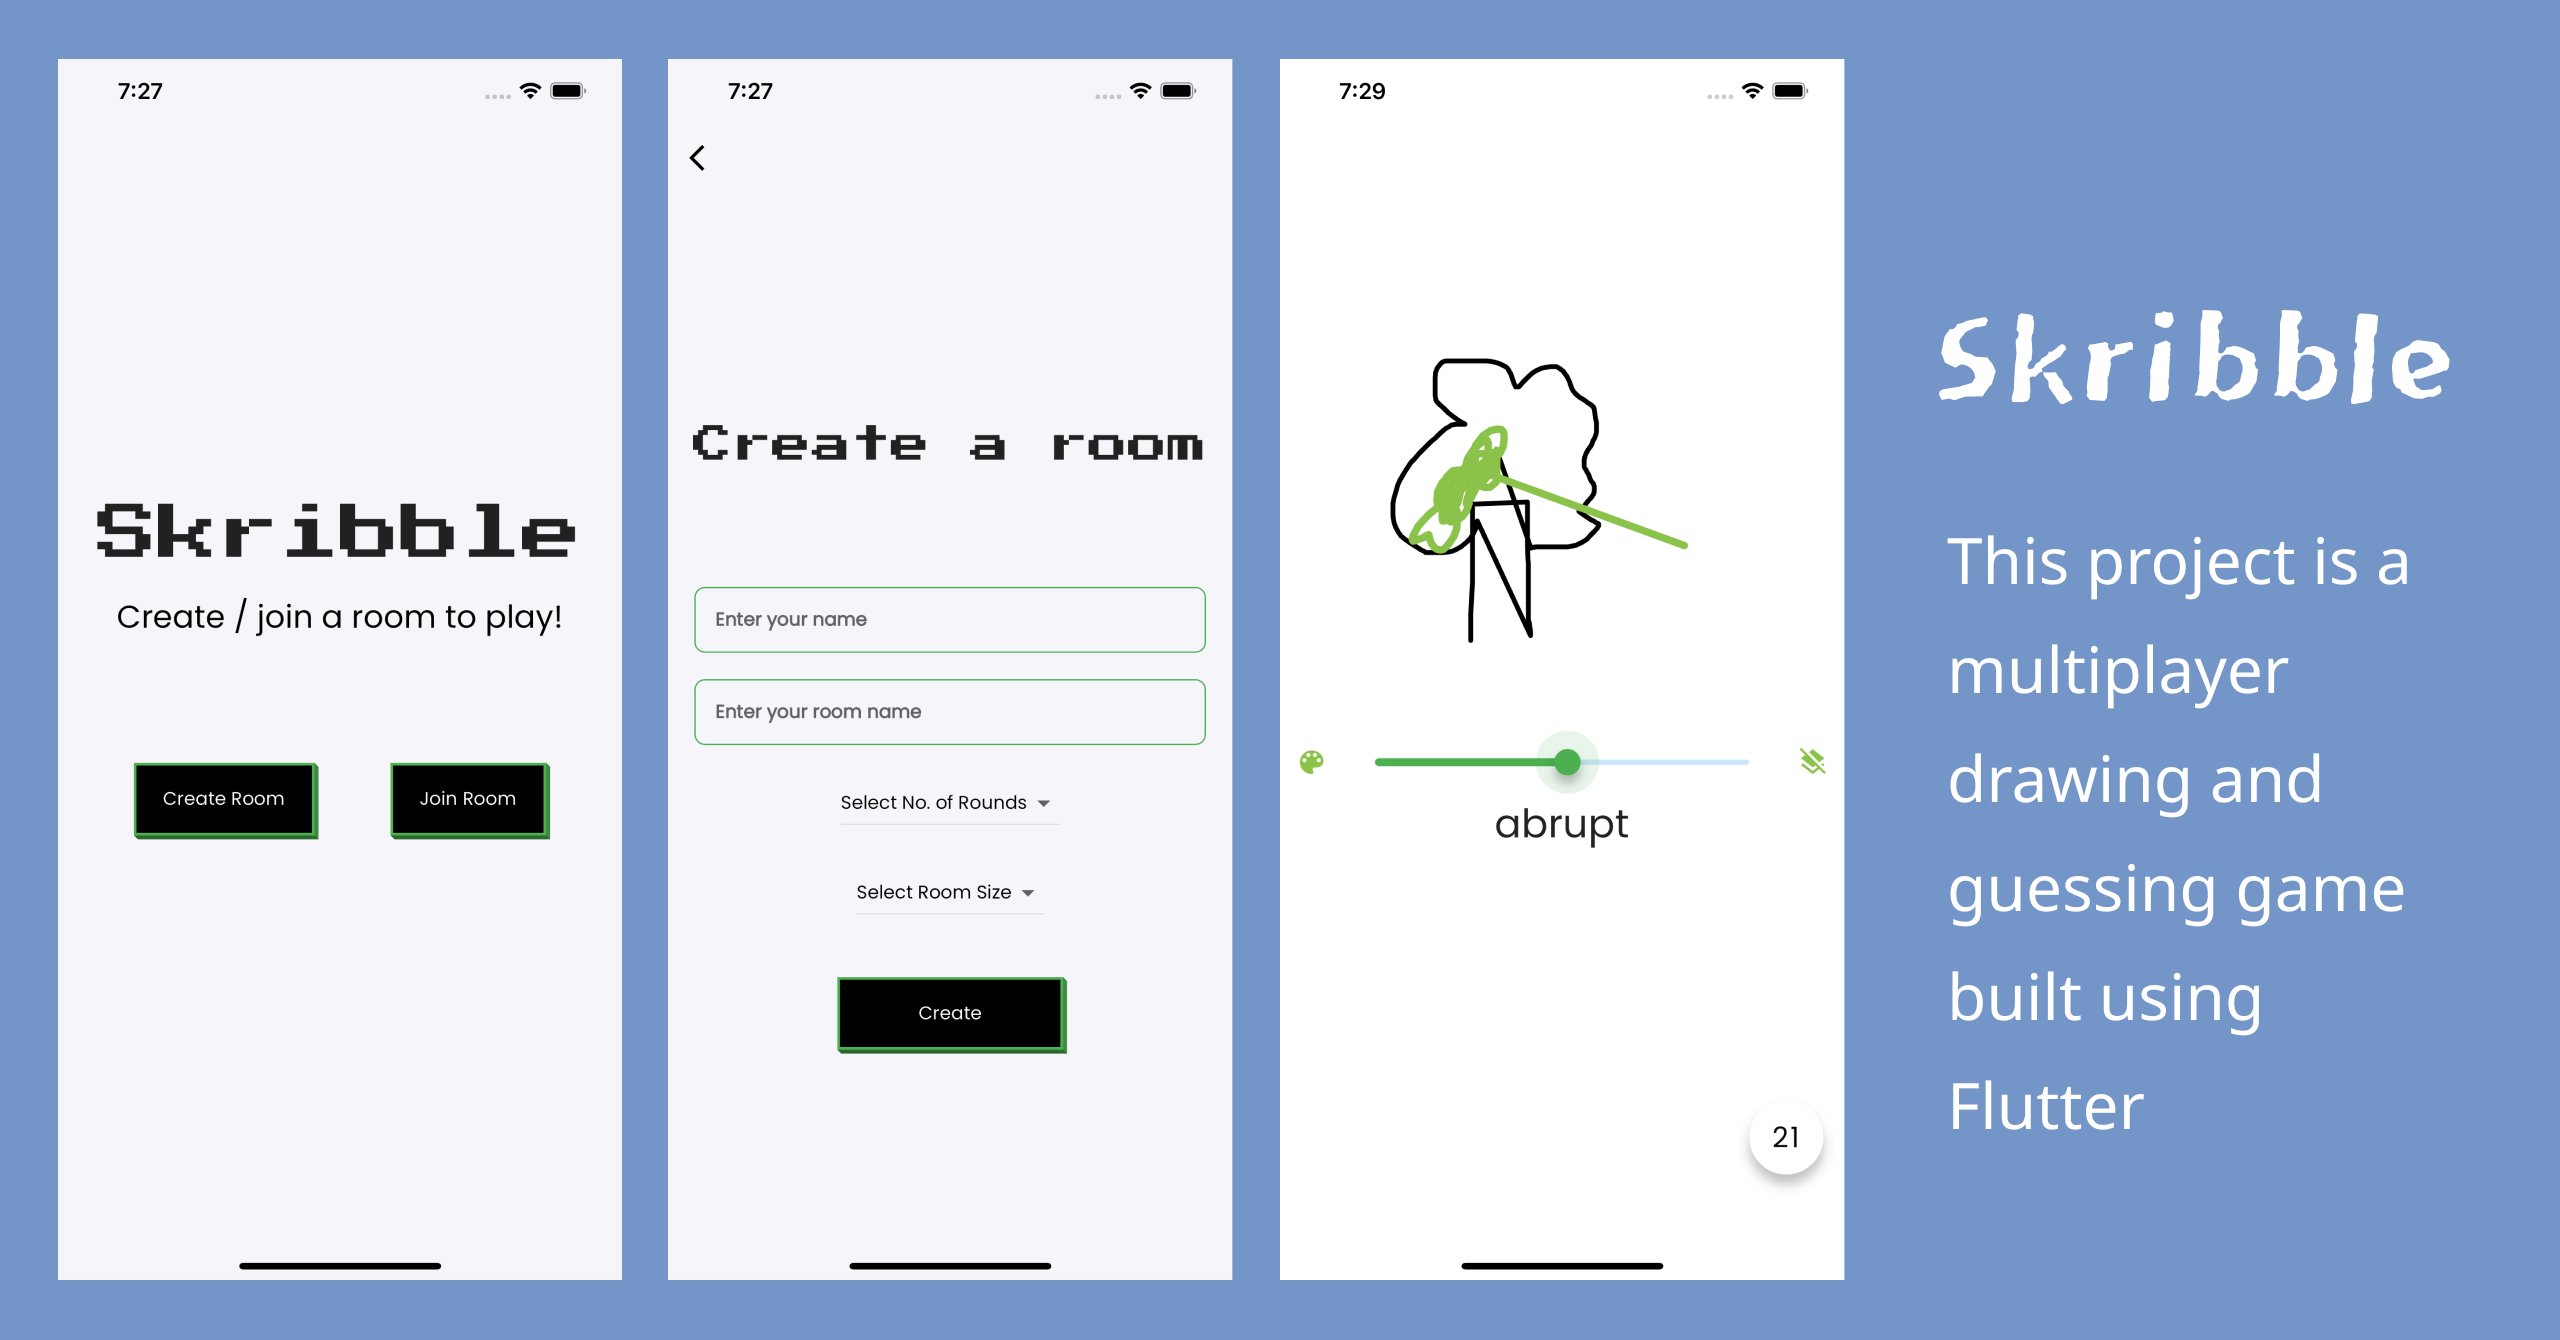 7:27
Skribble
Create / join a room to play!
Create Room
Join Room
7:27
Create a room
Enter your name
Enter your room name
Select No. of Rounds
Select Room Size
Create
7:29
abrupt
21
Skribble
This project is a
multiplayer
drawing and
guessing game
built using
Flutter